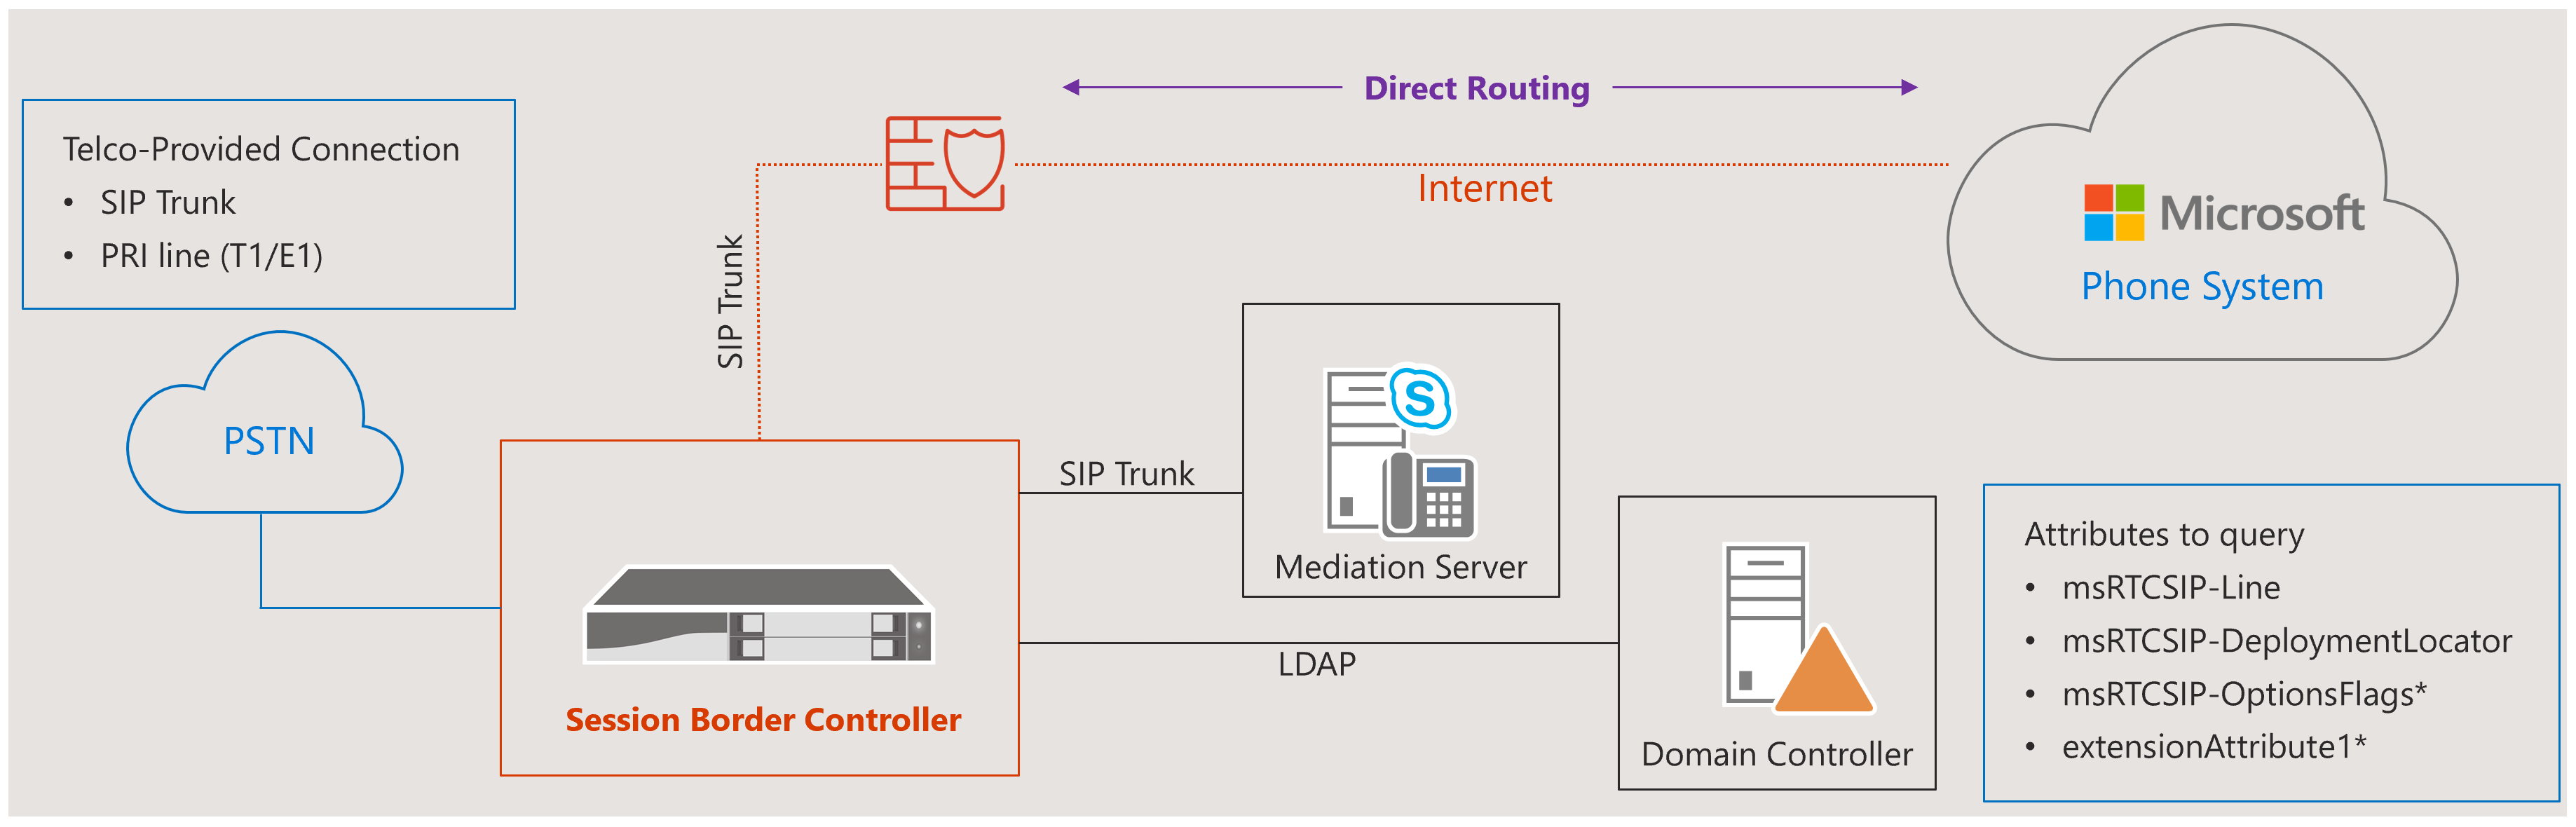 Direct Routing
Telco-Provided Connection
• SIP Trunk
• PRI line (T1/E1)
Internet
Microsoft
Phone System
SIP Trunk
PSTN
SIP Trunk
S
Mediation Server
LDAP
Session Border Controller
Domain Controller
Attributes to query
• msRTCSIP-Line
• msRTCSIP-DeploymentLocator
• msRTCSIP-OptionsFlags*
• extensionAttribute1*